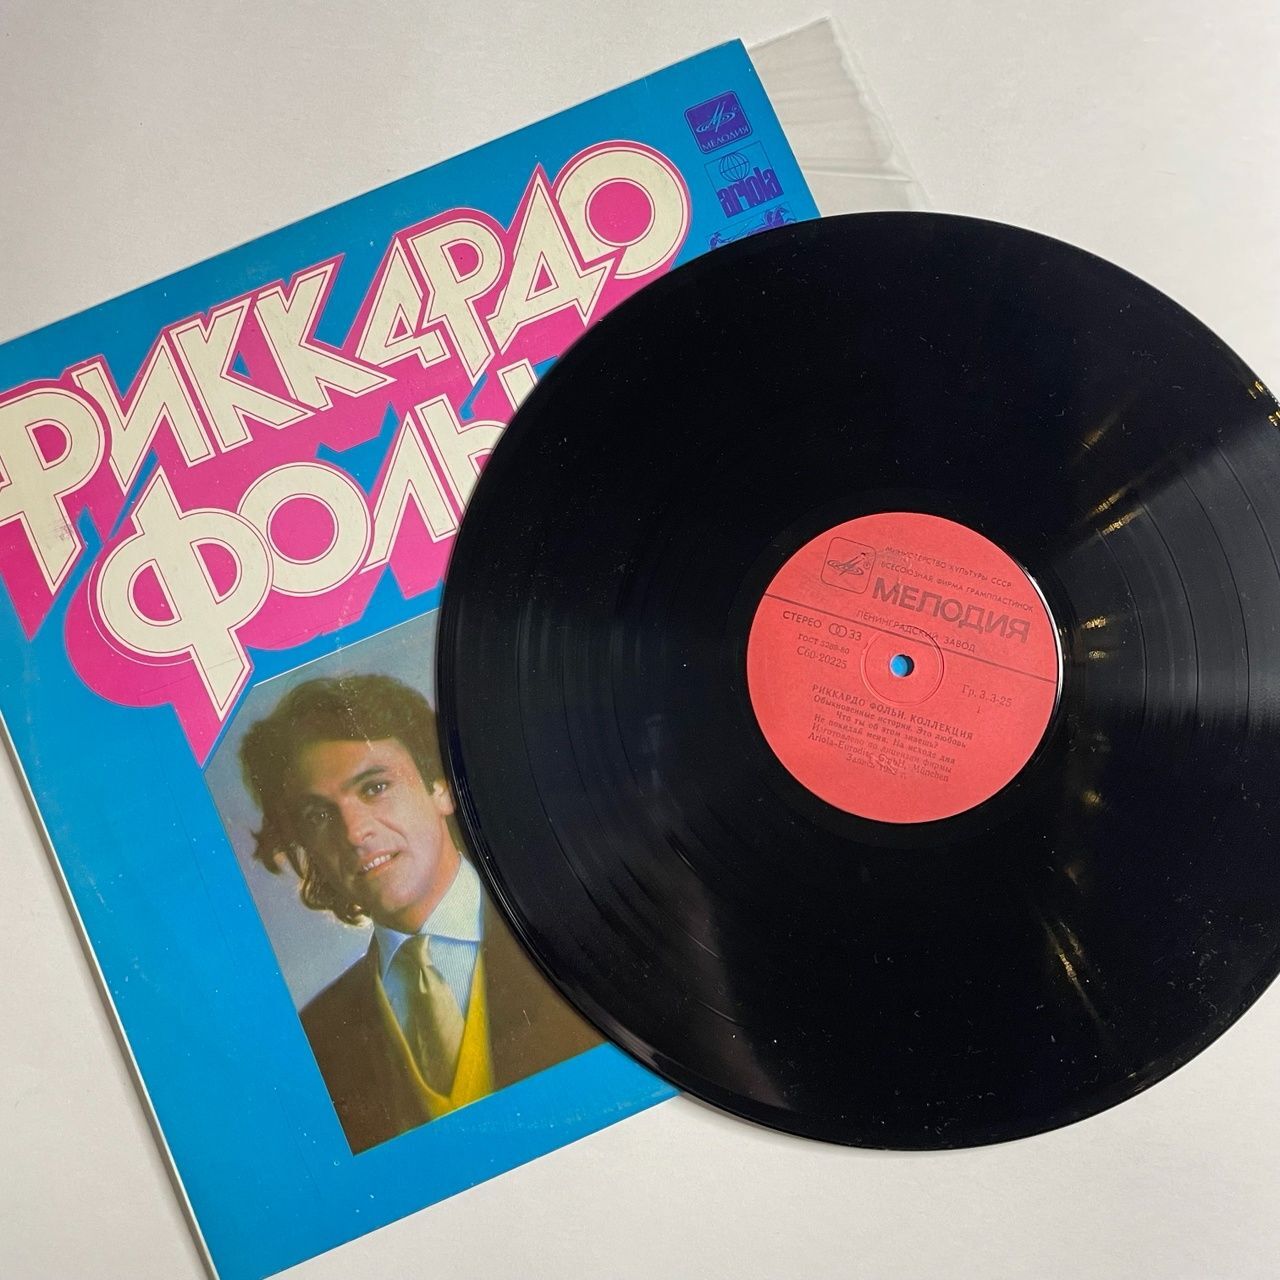 РИККАРДО
ФОЛЬ
МЕЛОДИЯ
ariola
МИНИСТЕРСТВО КУЛЬТУРЫ СССР
ВСЕСОЮЗНАЯ ФИРМА ГРАМПЛАСТИНОК
МЕЛОДИЯ
ЛЕНИНГРАДСКИЙ ЗАВОД
СТЕРЕО 33
ГОСТ 5289-80
С60-20225
Гр. 3. 3-25
1
РИККАРДО ФОЛЬИ. КОЛЛЕКЦИЯ
Обыкновенные истории. Это любовь
Что ты об этом знаешь?
Не покидай меня. На исходе дня
Изготовлено по лицензии фирмы
Ariola-Eurodisc GmbH, München
Запись